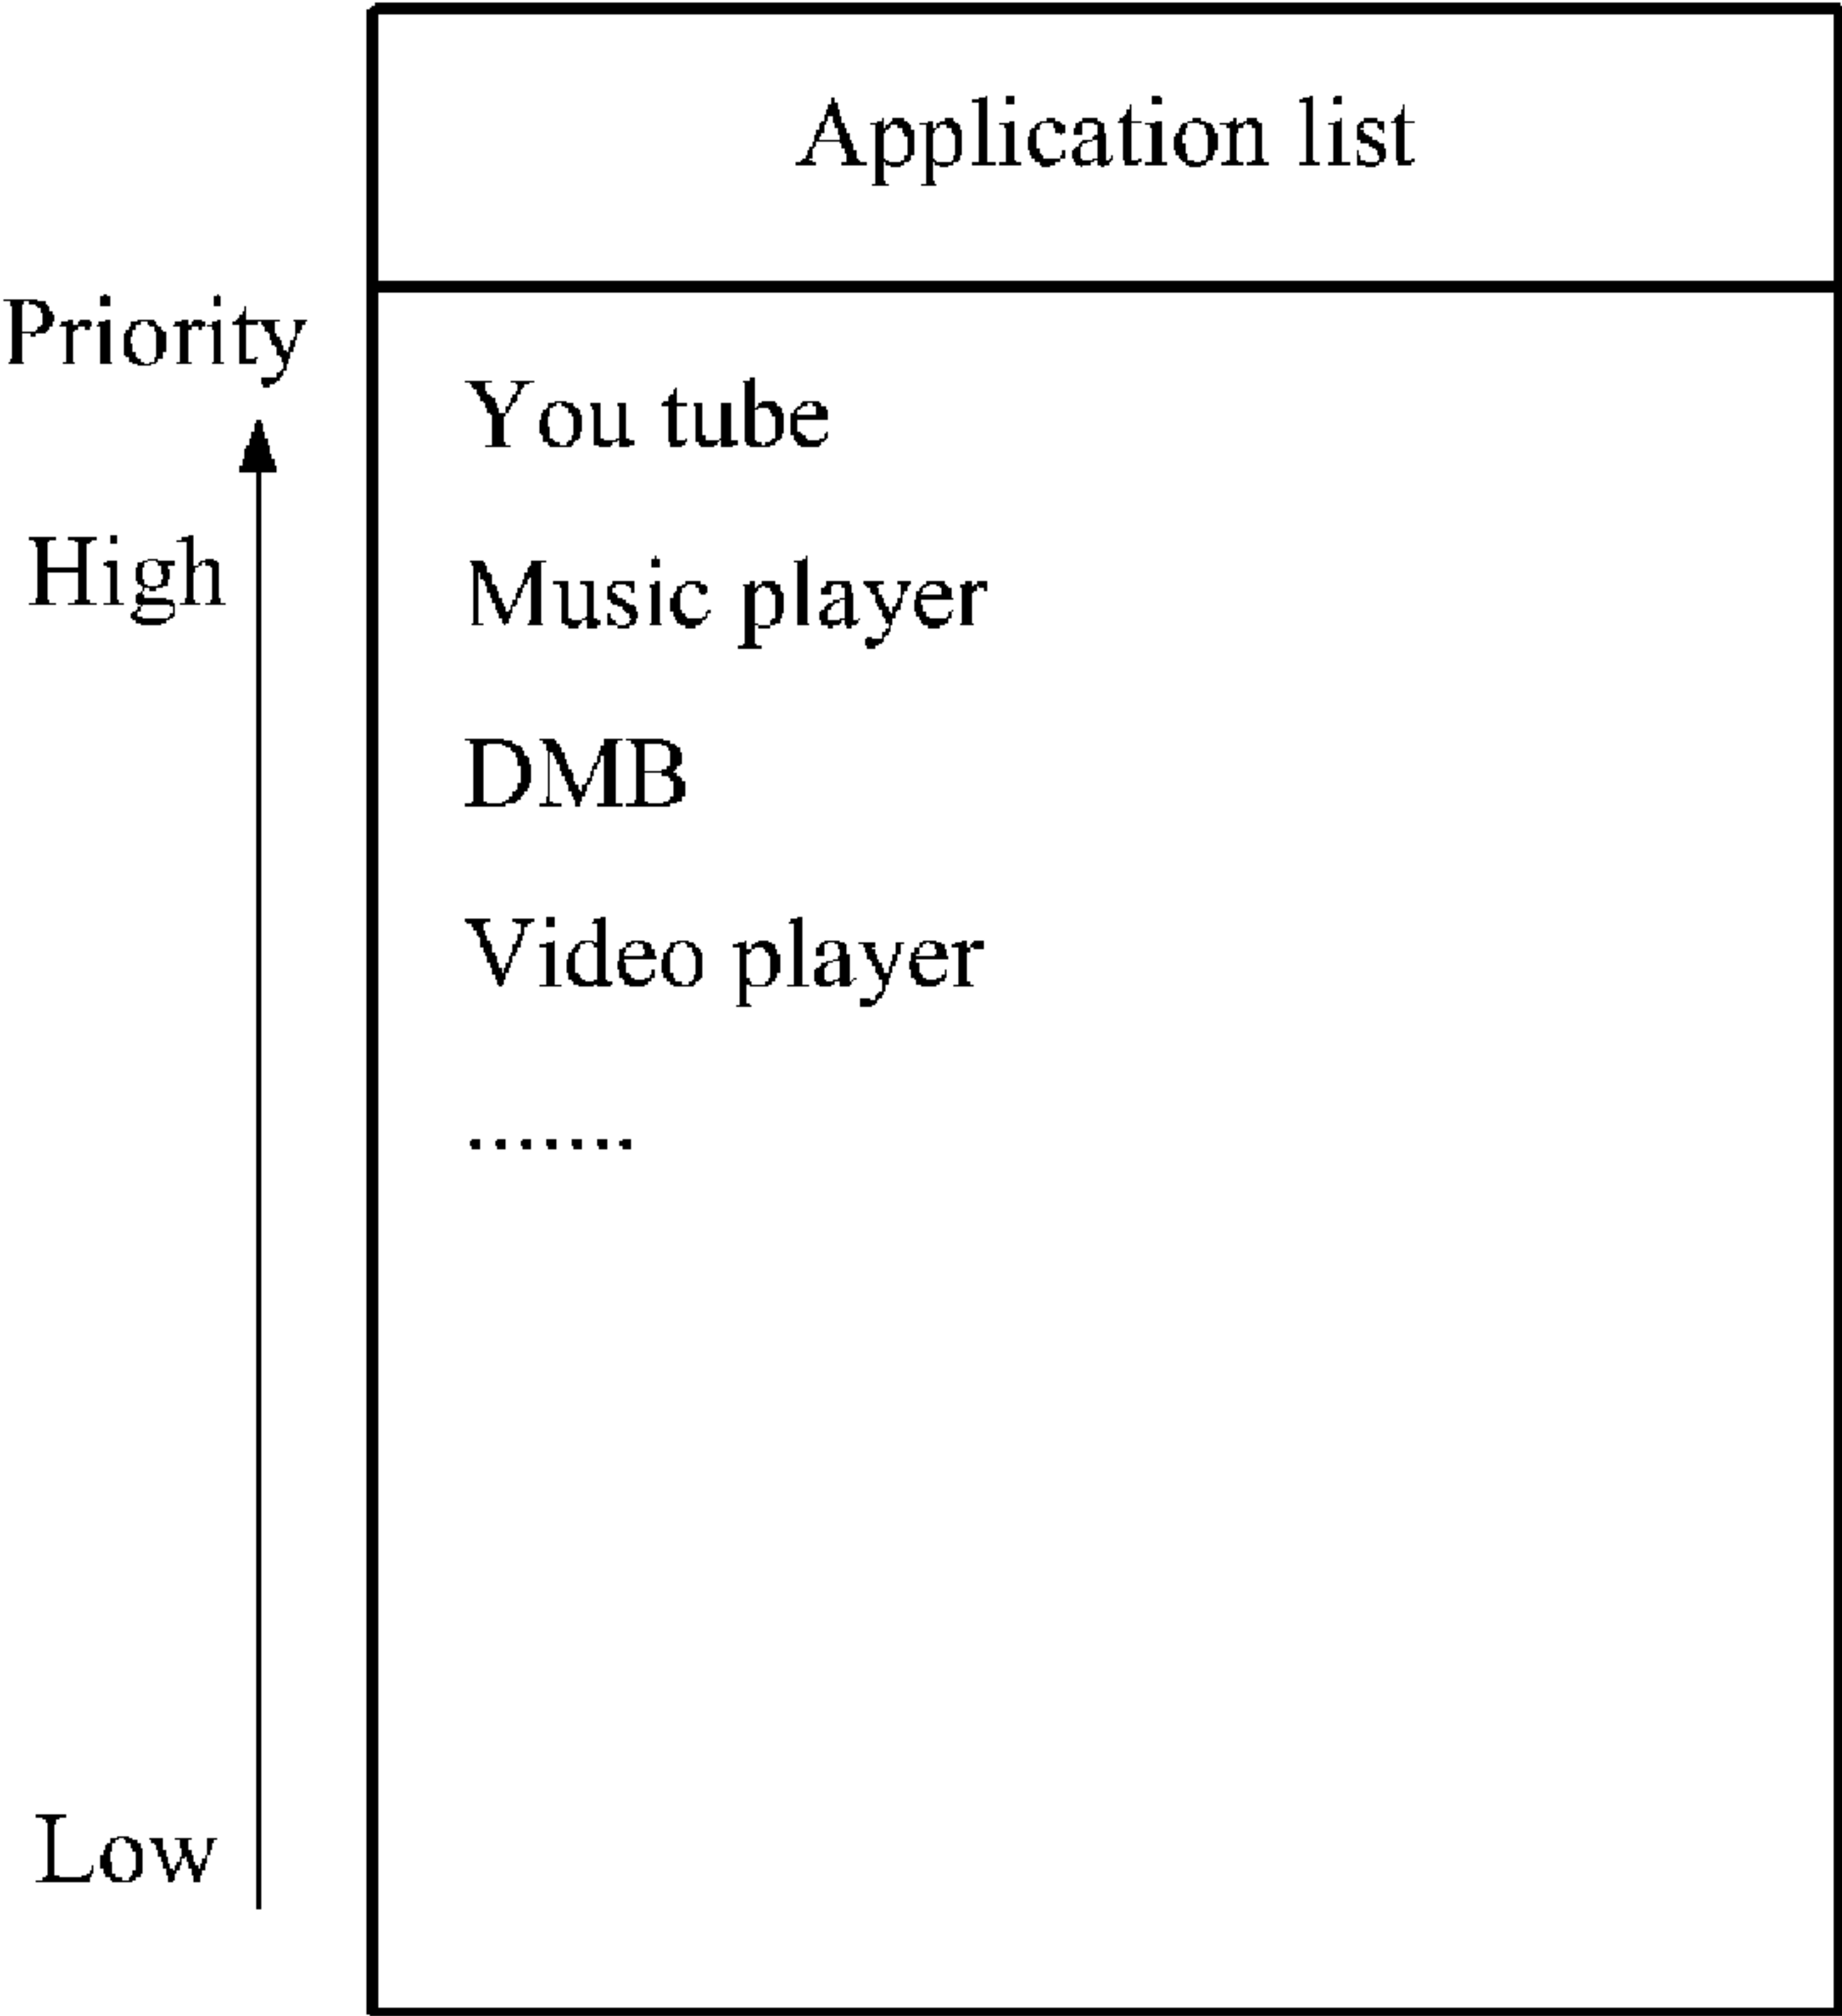 Application list
Priority
You tube
High
Music player
DMB
Video player
.......
Low